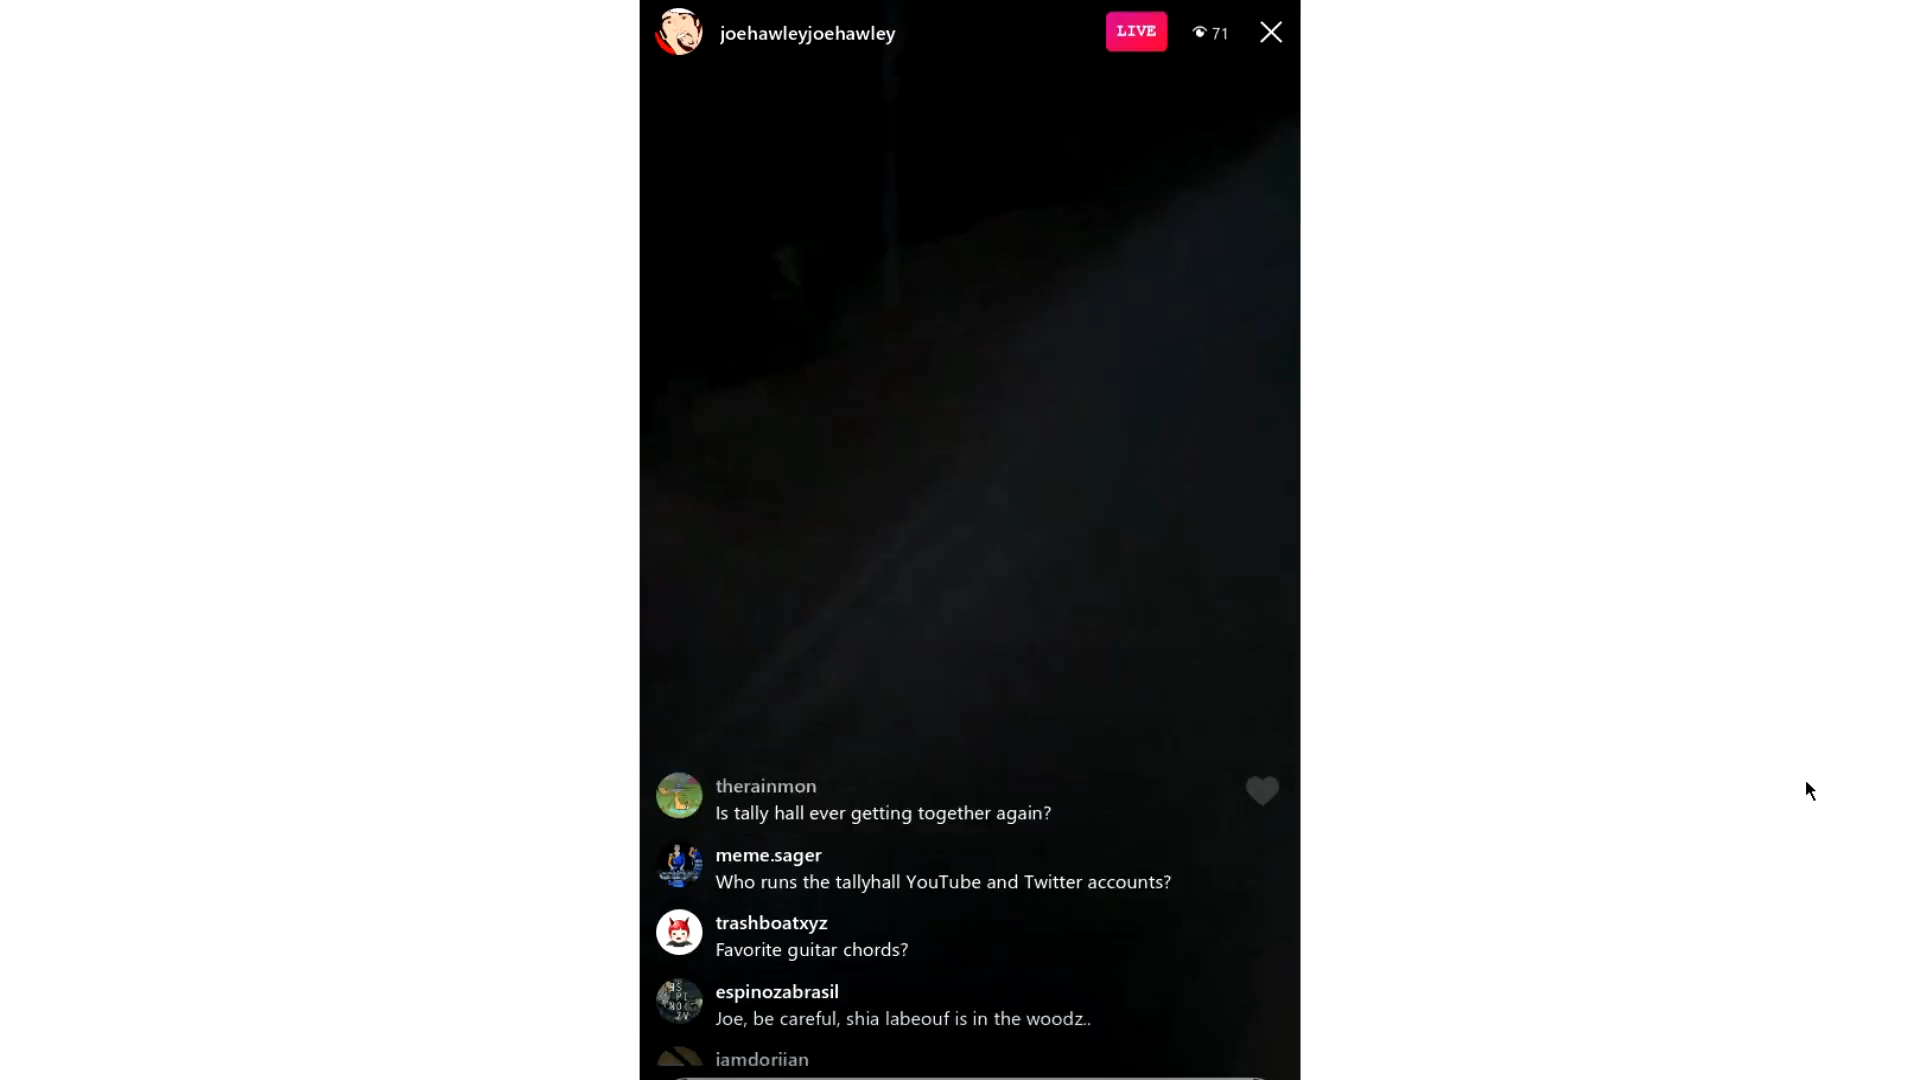 joehawleyjoehawley
LIVE
71
therainmon
Is tally hall ever getting together again?
meme.sager
Who runs the tallyhall YouTube and Twitter accounts?
trashboatxyz
Favorite guitar chords?
espinozabrasil
Joe, be careful, shia labeouf is in the woodz..
iamdoriian